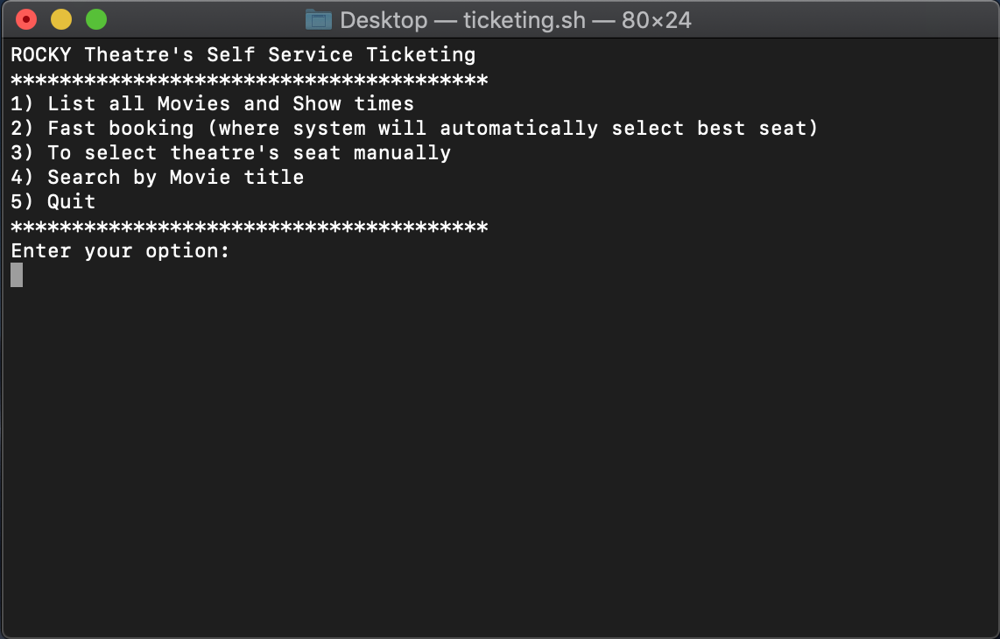 Desktop — ticketing.sh — 80×24
ROCKY Theatre's Self Service Ticketing
***************************************
1) List all Movies and Show times
2) Fast booking (where system will automatically select best seat)
3) To select theatre's seat manually
4) Search by Movie title
5) Quit
***************************************
Enter your option: